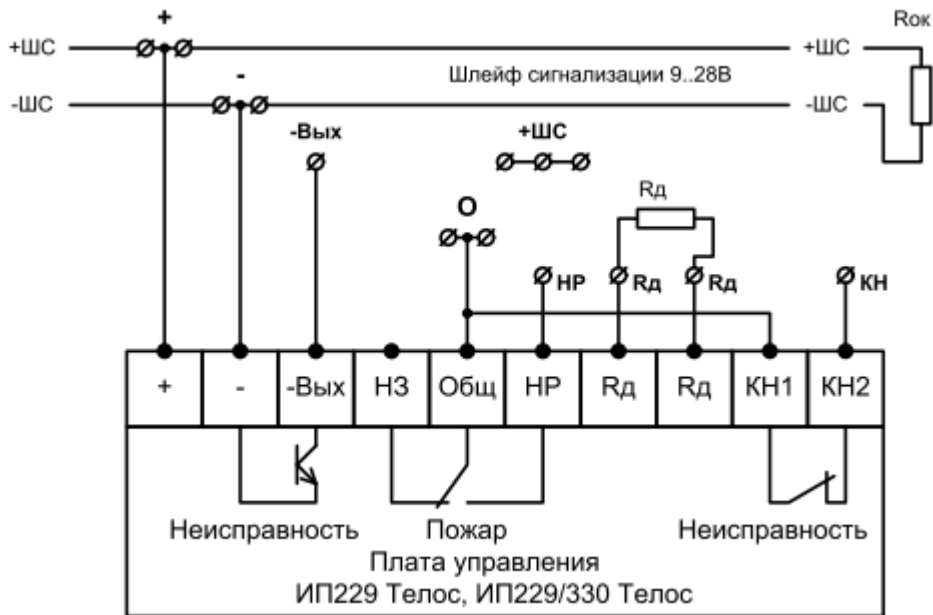 +
Rок
+ШС
+ШС
-
Шлейф сигнализации 9..28В
-ШС
-ШС
-Вых
+ШС
Rд
О
НР
Rд
Rд
КН
+
-
-Вых
НЗ
Общ
НР
Rд
Rд
КН1
КН2
Неисправность
Пожар
Неисправность
Плата управления
ИП229 Телос, ИП229/330 Телос